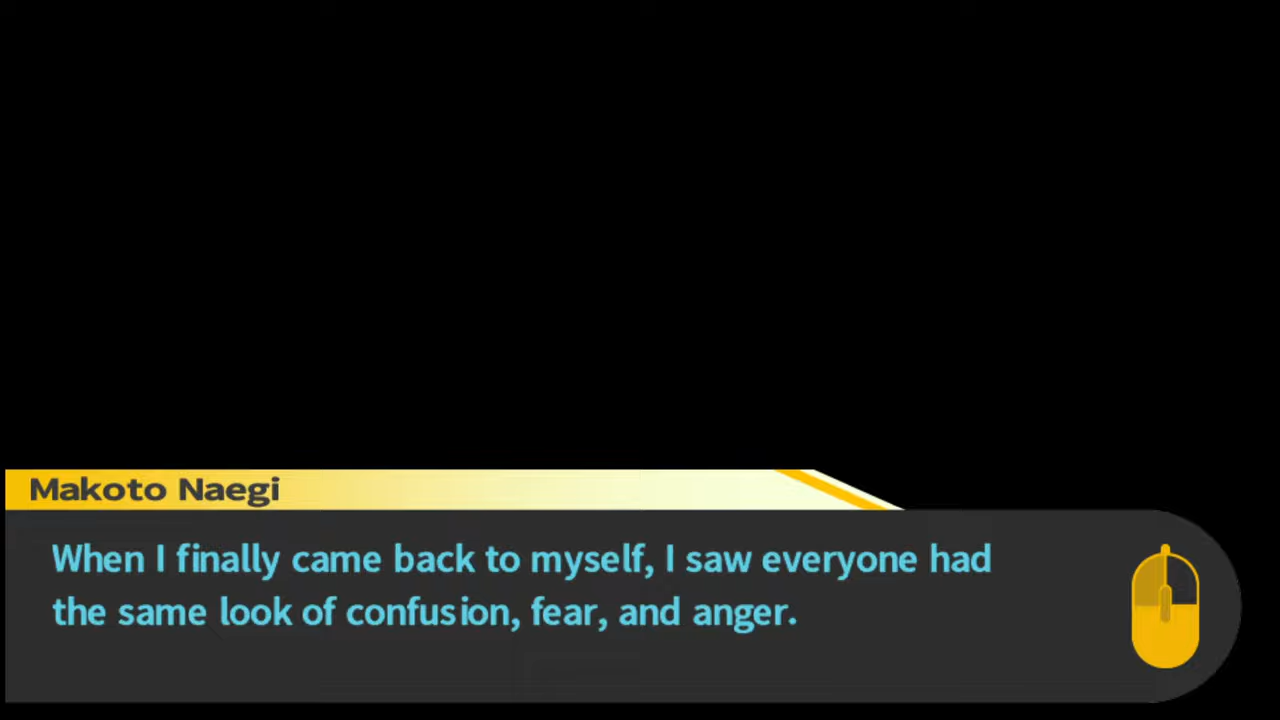 Makoto Naegi
When I finally came back to myself, I saw everyone had
the same look of confusion, fear, and anger.